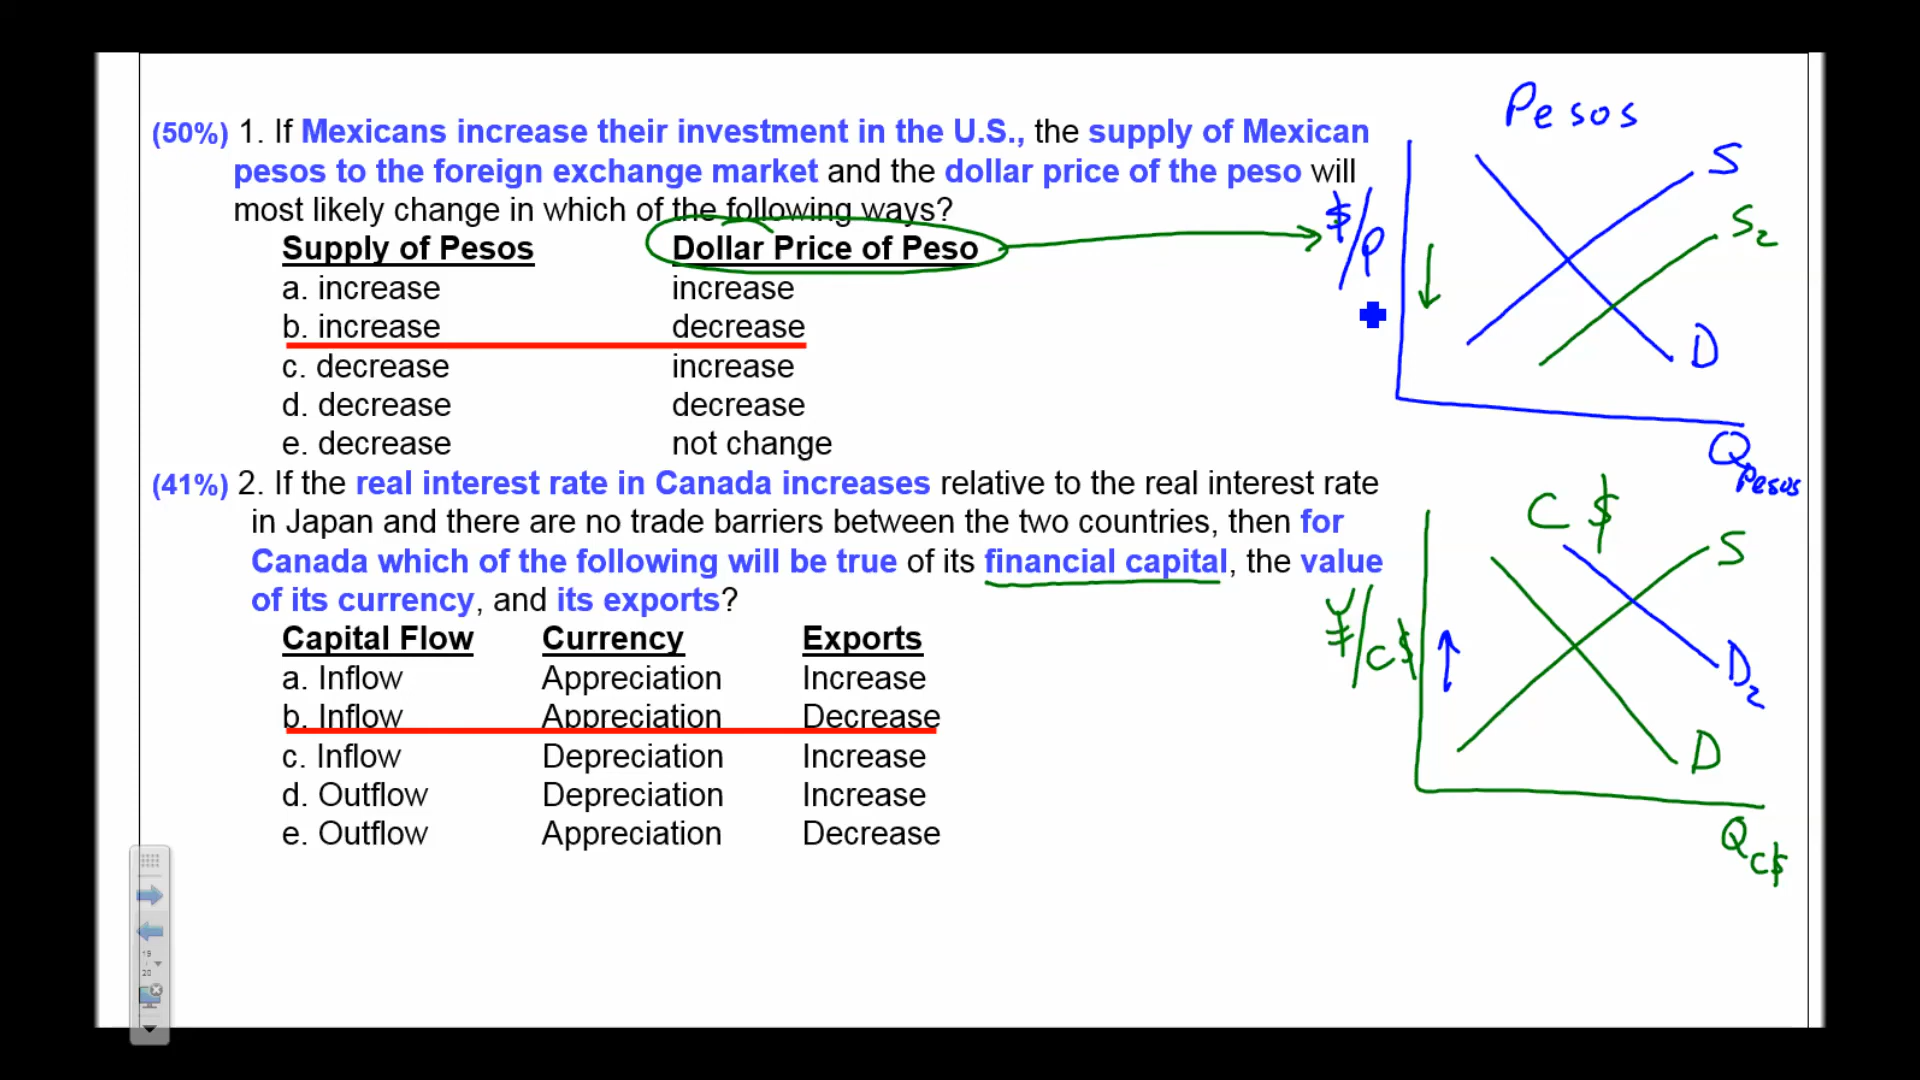 (50%) 1. If Mexicans increase their investment in the U.S., the supply of Mexican
pesos to the foreign exchange market and the dollar price of the peso will
most likely change in which of the following ways?
Supply of Pesos Dollar Price of Peso
a. increase increase
b. increase decrease
c. decrease increase
d. decrease decrease
e. decrease not change
(41%) 2. If the real interest rate in Canada increases relative to the real interest rate
in Japan and there are no trade barriers between the two countries, then for
Canada which of the following will be true of its financial capital, the value
of its currency, and its exports?
Capital Flow Currency Exports
a. Inflow Appreciation Increase
b. Inflow Appreciation Decrease
c. Inflow Depreciation Increase
d. Outflow Depreciation Increase
e. Outflow Appreciation Decrease
Pesos
$/P
S
S2
D
Q Pesos
C$
¥/C$
S
D2
D
QC$
19
/
20